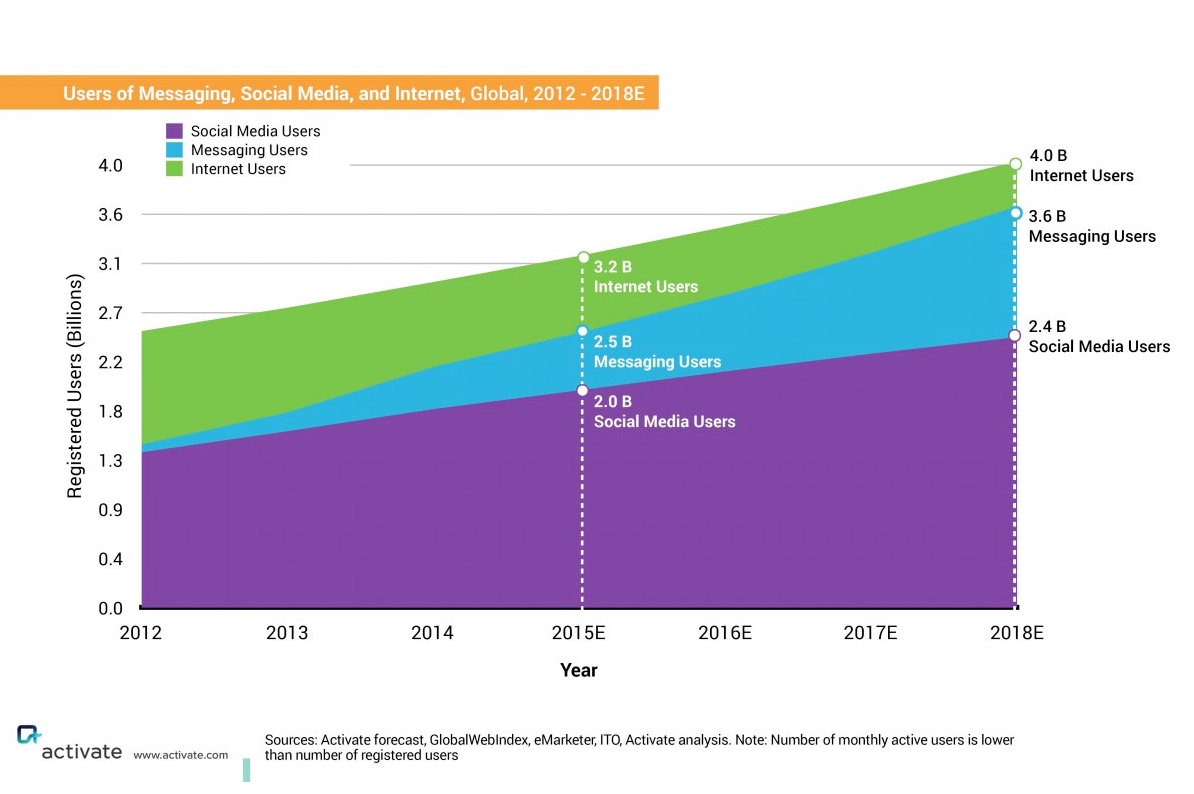 Users of Messaging, Social Media, and Internet, Global, 2012 - 2018E
Social Media Users
Messaging Users
Internet Users
4.0
3.6
3.1
2.7
2.2
1.8
1.3
0.9
0.4
0.0
Registered Users (Billions)
4.0 B
Internet Users
3.6 B
Messaging Users
2.4 B
Social Media Users
3.2 B
Internet Users
2.5 B
Messaging Users
2.0 B
Social Media Users
2012
2013
2014
2015E
2016E
2017E
2018E
Year
activate www.activate.com
Sources: Activate forecast, GlobalWebIndex, eMarketer, ITO, Activate analysis. Note: Number of monthly active users is lower
than number of registered users